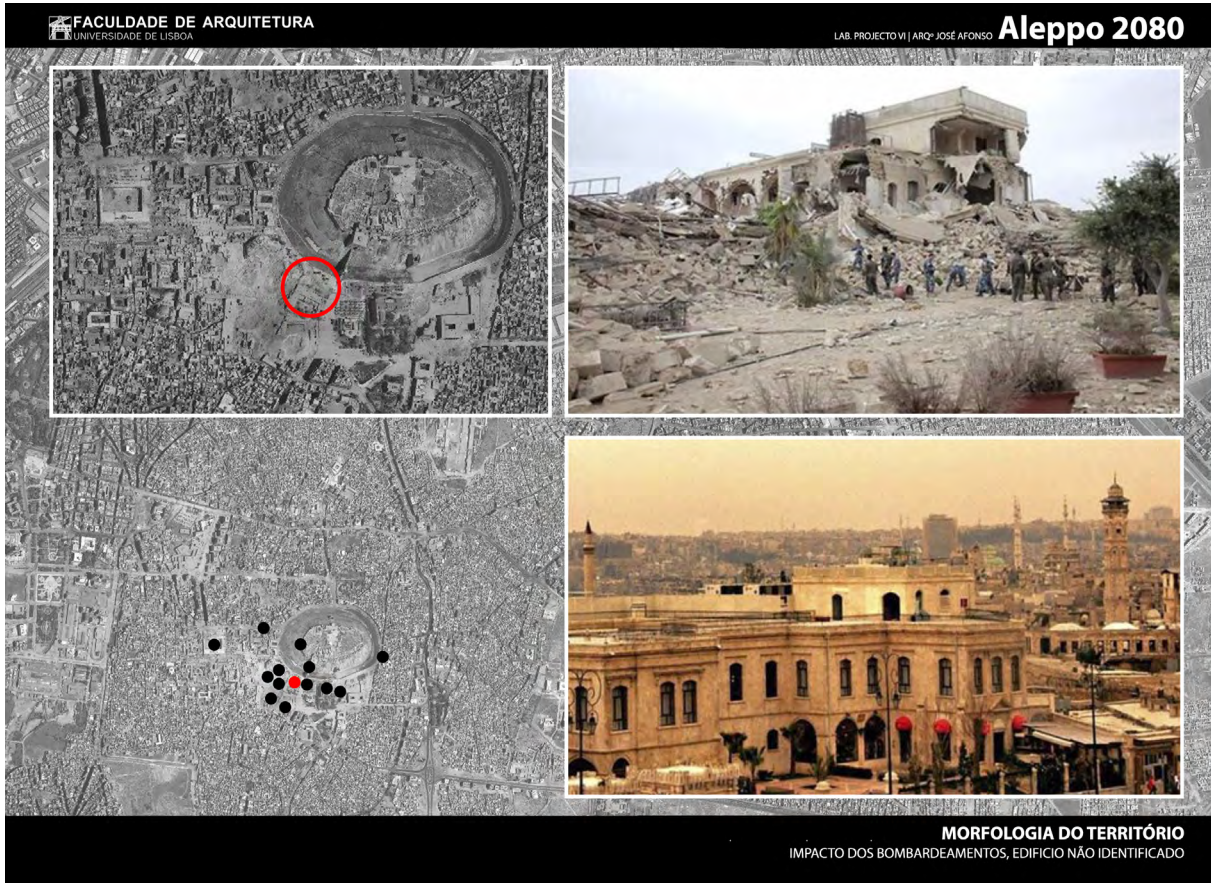 FACULDADE DE ARQUITETURA
UNIVERSIDADE DE LISBOA
LAB. PROJECTO VI | ARQº JOSÉ AFONSO Aleppo 2080
MORFOLOGIA DO TERRITÓRIO
IMPACTO DOS BOMBARDEAMENTOS, EDIFICIO NÃO IDENTIFICADO